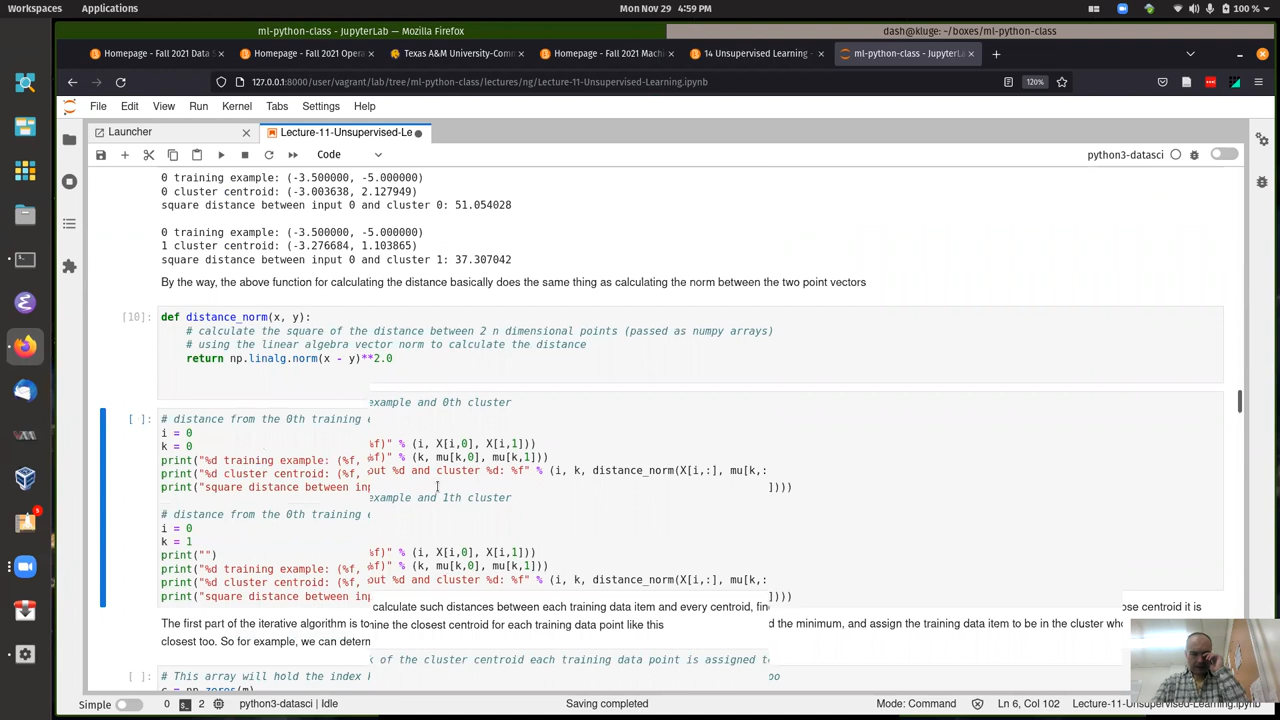 Workspaces Applications Mon Nov 29 4:59 PM 100 %
ml-python-class - JupyterLab — Mozilla Firefox dash@kluge: ~/boxes/ml-python-class
Homepage - Fall 2021 Data S Homepage - Fall 2021 Opera Texas A&M University-Comm Homepage - Fall 2021 Machi 14 Unsupervised Learning - ml-python-class - JupyterLab
127.0.0.1:8000/user/vagrant/lab/tree/ml-python-class/lectures/ng/Lecture-11-Unsupervised-Learning.ipynb 120%
File Edit View Run Kernel Tabs Settings Help
Launcher Lecture-11-Unsupervised-Le
Code python3-datasci
0 training example: (-3.500000, -5.000000)
0 cluster centroid: (-3.003638, 2.127949)
square distance between input 0 and cluster 0: 51.054028
0 training example: (-3.500000, -5.000000)
1 cluster centroid: (-3.276684, 1.103865)
square distance between input 0 and cluster 1: 37.307042
By the way, the above function for calculating the distance basically does the same thing as calculating the norm between the two point vectors
[10]: def distance_norm(x, y):
# calculate the square of the distance between 2 n dimensional points (passed as numpy arrays)
# using the linear algebra vector norm to calculate the distance
return np.linalg.norm(x - y)**2.0
example and 0th cluster
[ ]: # distance from the 0th training e
i = 0
k = 0
%f)" % (i, X[i,0], X[i,1]))
print("%d training example: (%f,
%f)" % (k, mu[k,0], mu[k,1]))
print("%d cluster centroid: (%f,
out %d and cluster %d: %f" % (i, k, distance_norm(X[i,:], mu[k,:
print("square distance between inp ])))
example and 1th cluster
# distance from the 0th training e
i = 0
k = 1
print("")
%f)" % (i, X[i,0], X[i,1]))
print("%d training example: (%f,
%f)" % (k, mu[k,0], mu[k,1]))
print("%d cluster centroid: (%f,
out %d and cluster %d: %f" % (i, k, distance_norm(X[i,:], mu[k,:
print("square distance between inp ])))
calculate such distances between each training data item and every centroid, fin ose centroid it is
The first part of the iterative algorithm is to d the minimum, and assign the training data item to be in the cluster wh
nine the closest centroid for each training data point like this
closest too. So for example, we can determ
k of the cluster centroid each training data point is assigned t
[ ]: # This array will hold the index k oo
c = np.zeros(m)
Simple 0 2 python3-datasci | Idle Saving completed Mode: Command Ln 6, Col 102 Lecture-11-Unsupervised-Learning.ipynb